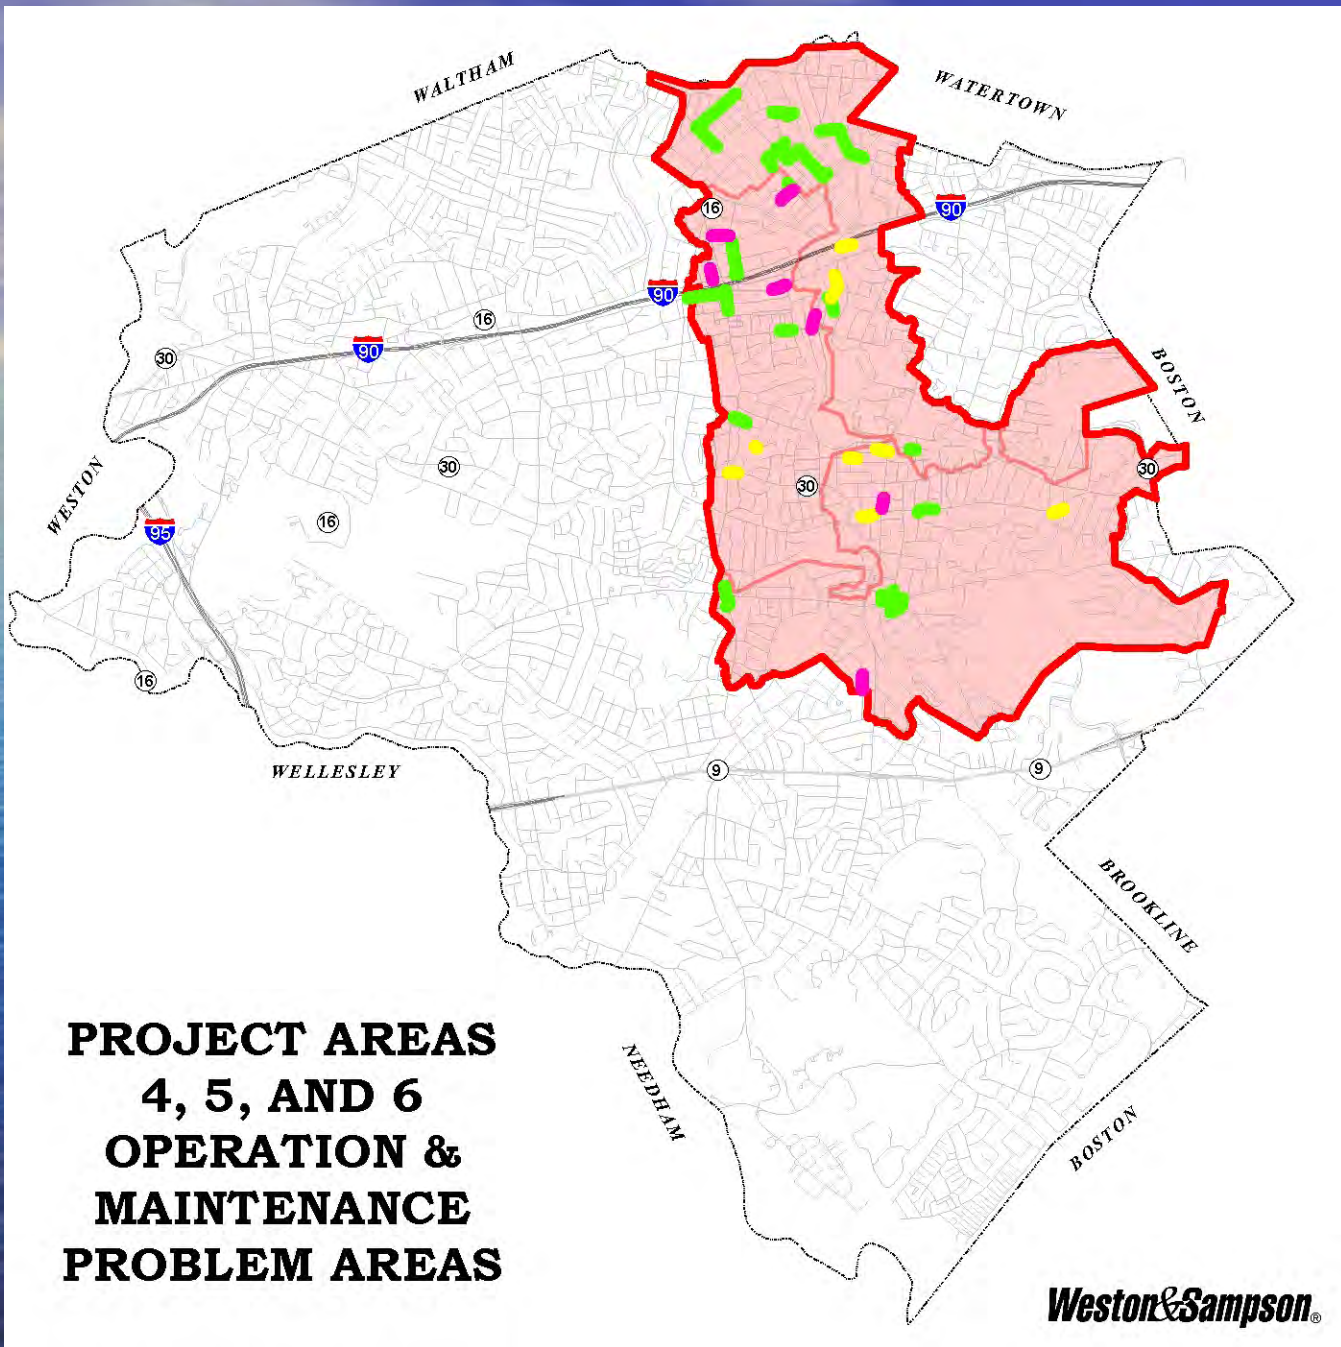 WALTHAM
WATERTOWN
16
90
90
16
90
30
BOSTON
30
30
30
WESTON
16
95
16
WELLESLEY
9
9
BROOKLINE
NEEDHAM
BOSTON
PROJECT AREAS
4, 5, AND 6
OPERATION &
MAINTENANCE
PROBLEM AREAS
Weston&Sampson®